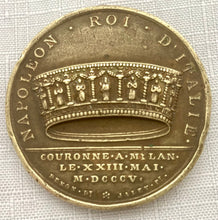 NAPOLEON · ROI · D'ITALIE.
COURONNE · A · MILAN.
LE · XXIII · MAI
M · DCCCV.